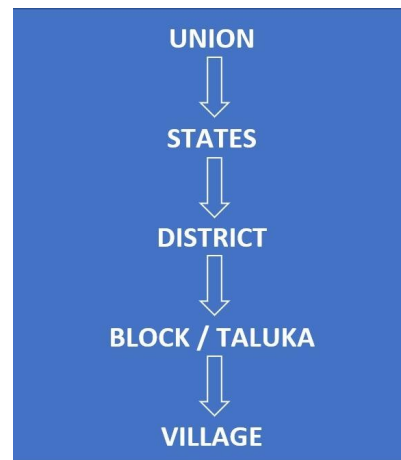 UNION
STATES
DISTRICT
BLOCK / TALUKA
VILLAGE